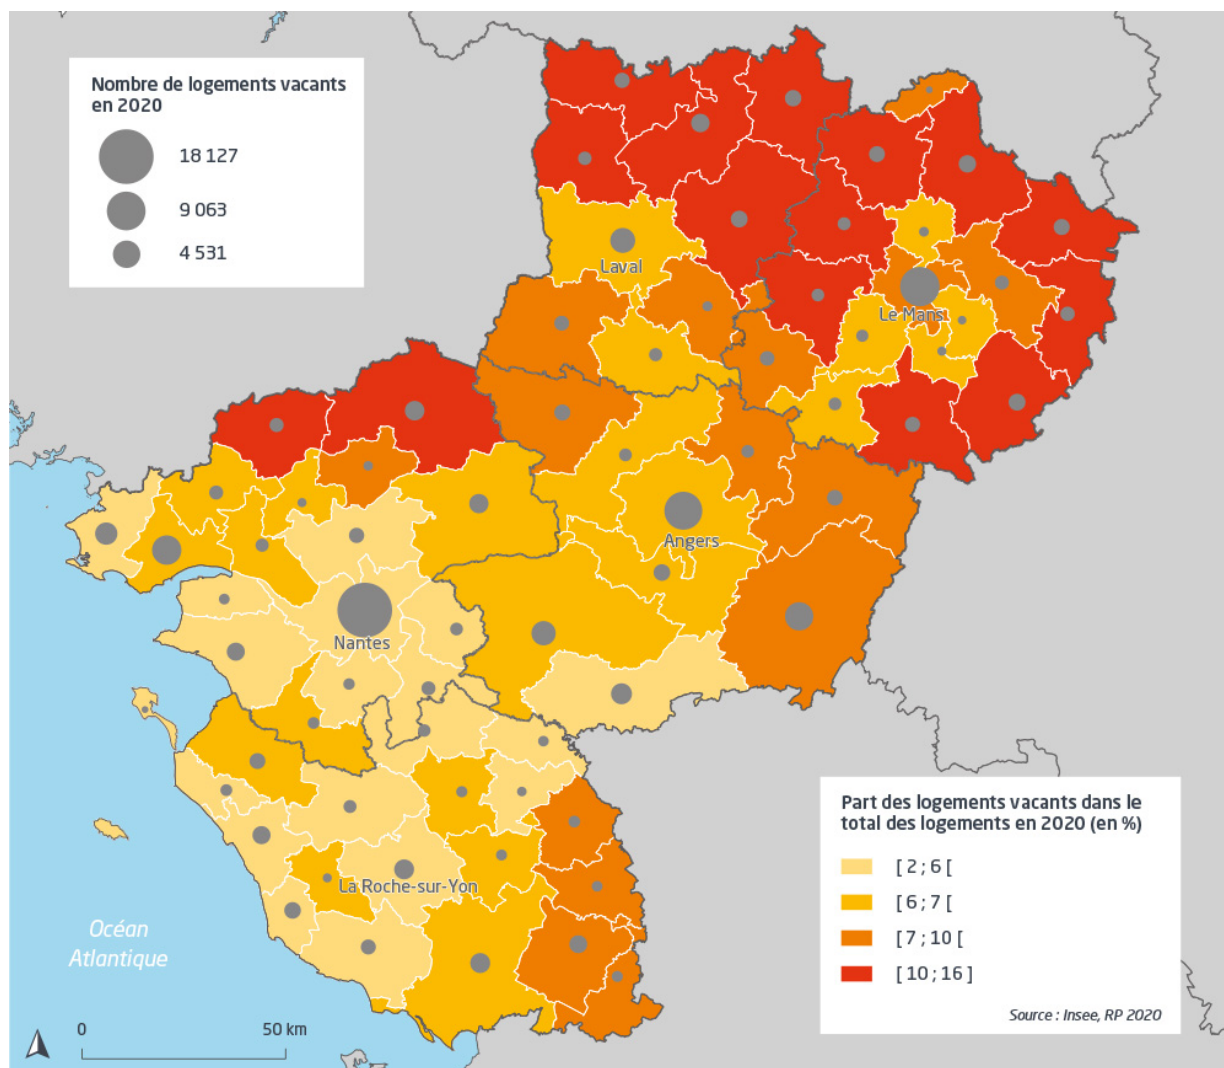 Nombre de logements vacants
en 2020
18 127
9 063
4 531
Laval
Le Mans
Angers
Nantes
La Roche-sur-Yon
Océan
Atlantique
0
50 km
Part des logements vacants dans le
total des logements en 2020 (en %)
[ 2 ; 6 [
[ 6 ; 7 [
[ 7 ; 10 [
[ 10 ; 16 ]
Source : Insee, RP 2020